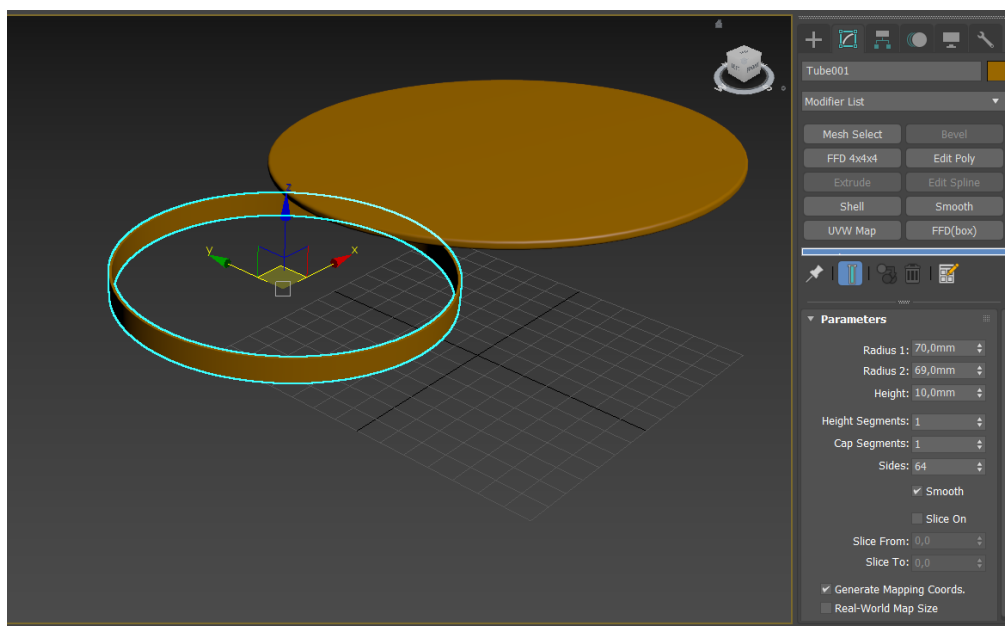 Tube001
Modifier List
Mesh Select
Bevel
FFD 4x4x4
Edit Poly
Extrude
Edit Spline
Shell
Smooth
UVW Map
FFD(box)
z
y
x
Parameters
Radius 1: 70,0mm
Radius 2: 69,0mm
Height: 10,0mm
Height Segments: 1
Cap Segments: 1
Sides: 64
Smooth
Slice On
Slice From: 0,0
Slice To: 0,0
Generate Mapping Coords.
Real-World Map Size